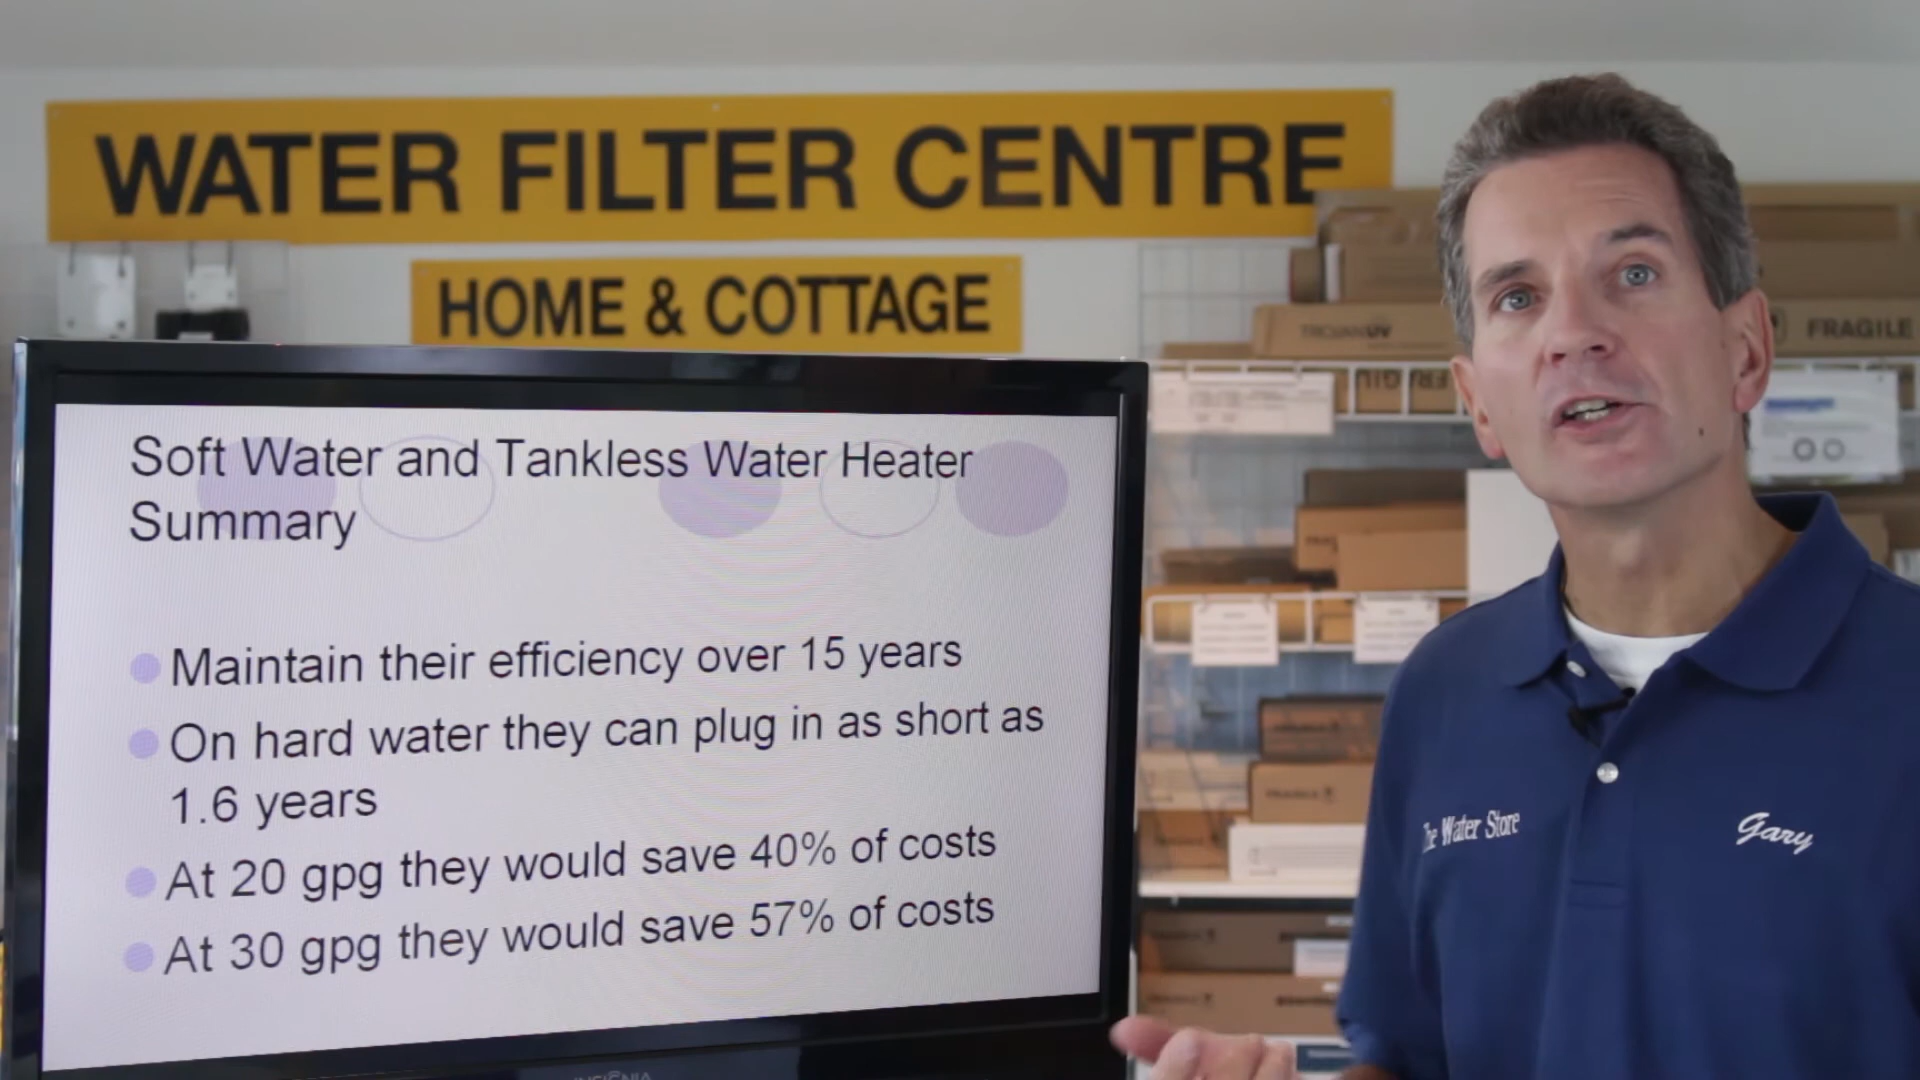 WATER FILTER CENTRE
HOME & COTTAGE
TROJANUV
FRAGILE
Soft Water and Tankless Water Heater
Summary
Maintain their efficiency over 15 years
On hard water they can plug in as short as
1.6 years
At 20 gpg they would save 40% of costs
At 30 gpg they would save 57% of costs
The Water Store
Gary
INSIGNIA